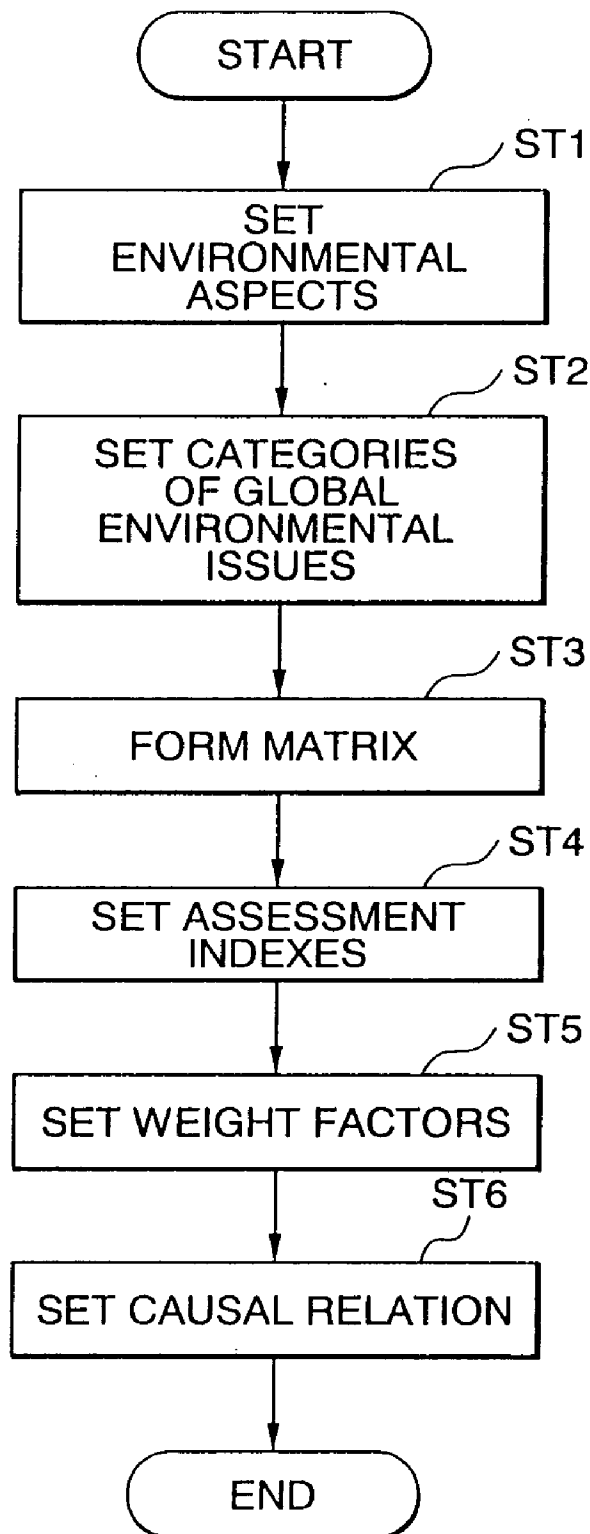 START
ST1
SET
ENVIRONMENTAL
ASPECTS
ST2
SET CATEGORIES
OF GLOBAL
ENVIRONMENTAL
ISSUES
ST3
FORM MATRIX
ST4
SET ASSESSMENT
INDEXES
ST5
SET WEIGHT FACTORS
ST6
SET CAUSAL RELATION
END